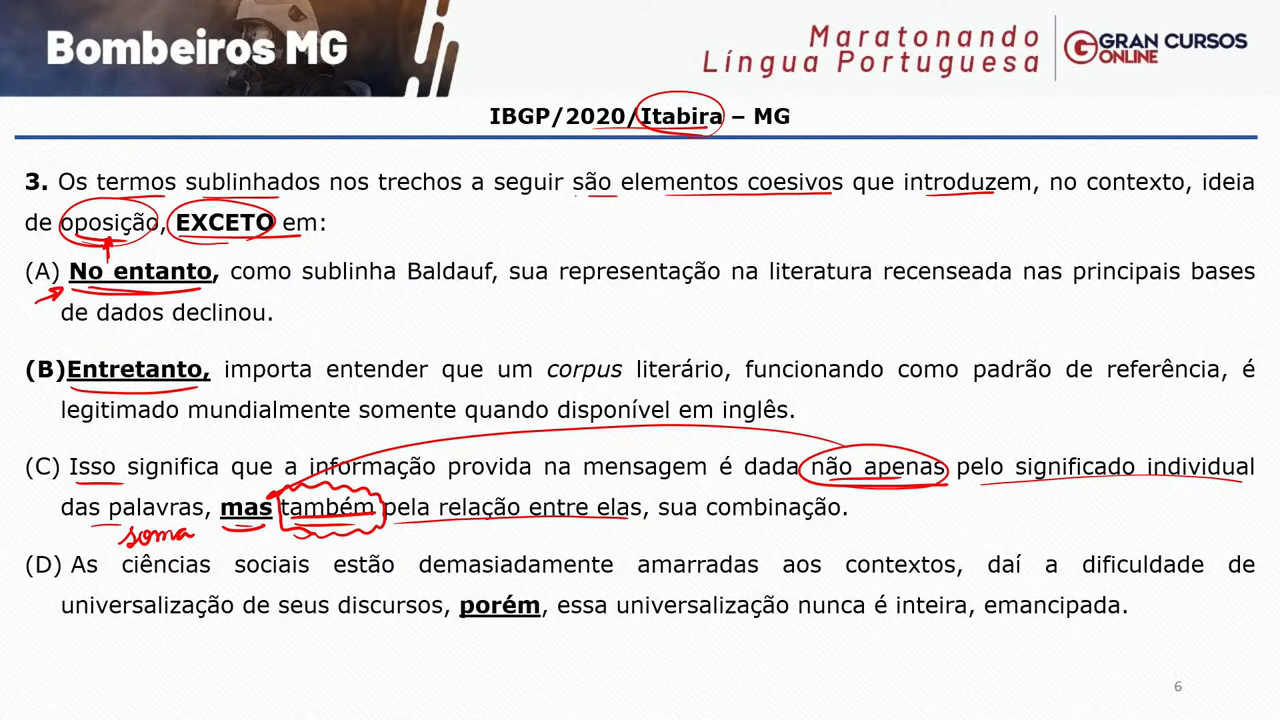 Bombeiros MG
Maratonando
Língua Portuguesa
GRAN CURSOS
ONLINE
IBGP/2020/Itabira – MG
3. Os termos sublinhados nos trechos a seguir são elementos coesivos que introduzem, no contexto, ideia
de oposição, EXCETO em:
(A) No entanto, como sublinha Baldauf, sua representação na literatura recenseada nas principais bases
de dados declinou.
(B)Entretanto, importa entender que um corpus literário, funcionando como padrão de referência, é
legitimado mundialmente somente quando disponível em inglês.
(C) Isso significa que a informação provida na mensagem é dada não apenas pelo significado individual
das palavras, mas também pela relação entre elas, sua combinação.
soma
(D) As ciências sociais estão demasiadamente amarradas aos contextos, daí a dificuldade de
universalização de seus discursos, porém, essa universalização nunca é inteira, emancipada.
6